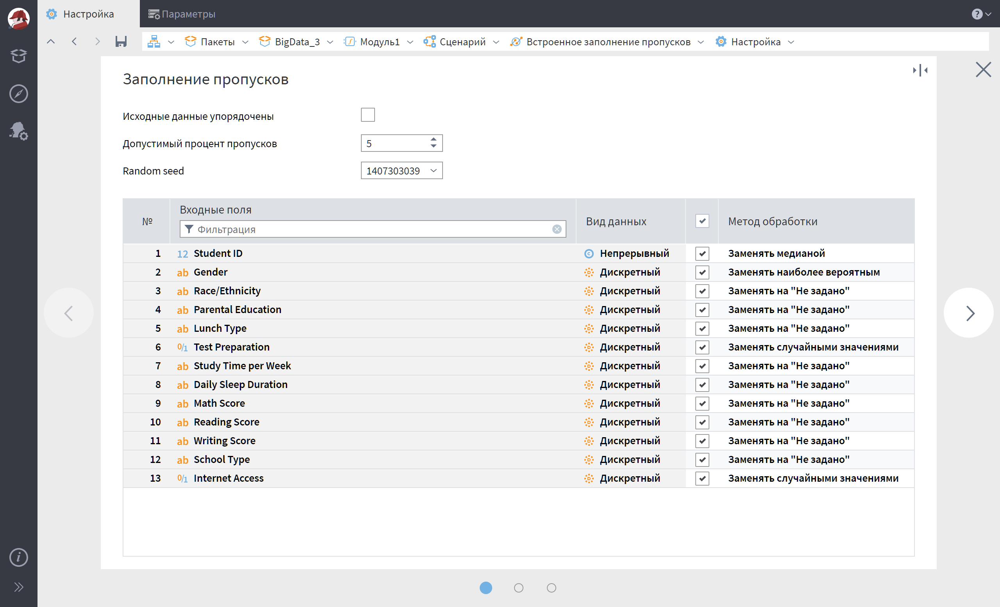 Настройка Параметры
Пакеты BigData_3 Модуль1 Сценарий Встроенное заполнение пропусков Настройка
Заполнение пропусков
Исходные данные упорядочены
Допустимый процент пропусков 5
Random seed 1407303039
№ Входные поля Вид данных Метод обработки
Фильтрация
1 12 Student ID Непрерывный Заменять медианой
2 ab Gender Дискретный Заменять наиболее вероятным
3 ab Race/Ethnicity Дискретный Заменять на "Не задано"
4 ab Parental Education Дискретный Заменять на "Не задано"
5 ab Lunch Type Дискретный Заменять на "Не задано"
6 0/1 Test Preparation Дискретный Заменять случайными значениями
7 ab Study Time per Week Дискретный Заменять на "Не задано"
8 ab Daily Sleep Duration Дискретный Заменять на "Не задано"
9 ab Math Score Дискретный Заменять на "Не задано"
10 ab Reading Score Дискретный Заменять на "Не задано"
11 ab Writing Score Дискретный Заменять на "Не задано"
12 ab School Type Дискретный Заменять на "Не задано"
13 0/1 Internet Access Дискретный Заменять случайными значениями